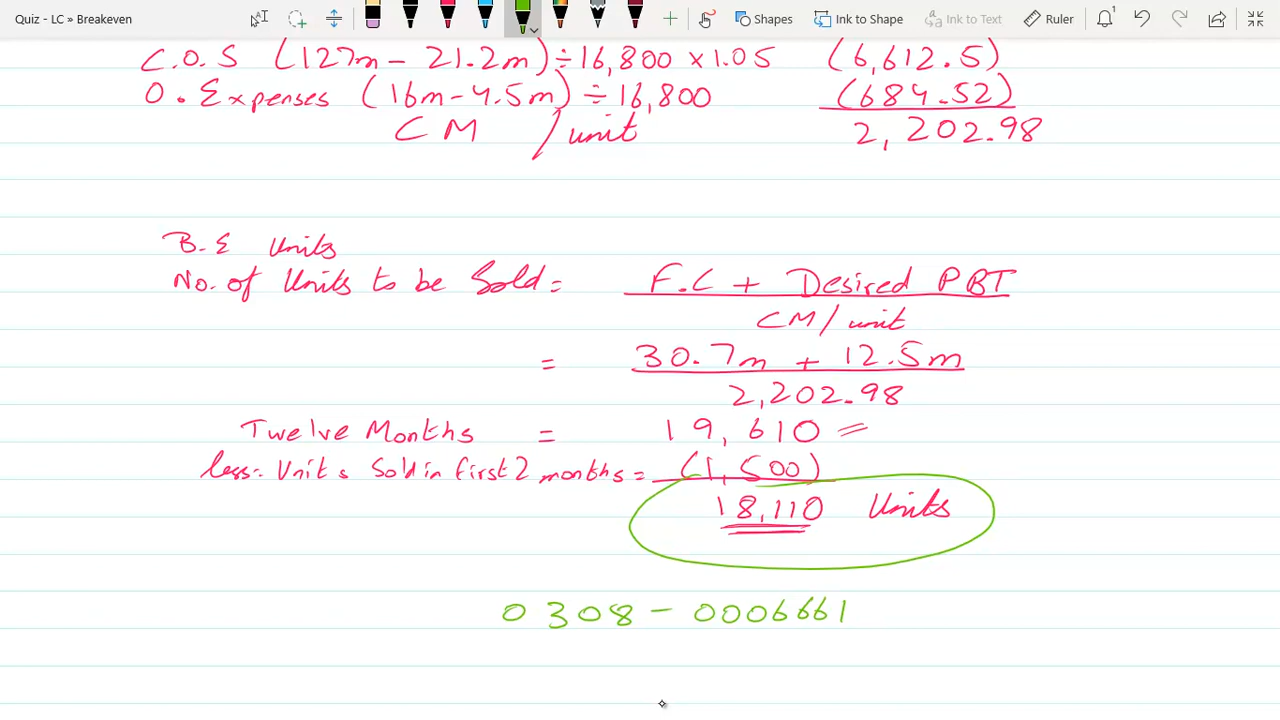 Quiz - LC » Breakeven
Shapes
Ink to Shape
Ink to Text
Ruler
C.O.S (127m - 21.2m) ÷ 16,800 x 1.05 (6,612.5)
O. Expenses (16m - 4.5m) ÷ 16,800 (684.52)
CM /unit 2,202.98
B.E Units
No. of Units to be Sold = F.C + Desired PBT
CM/unit
= 30.7m + 12.5m
2,202.98
Twelve Months = 19,610 =
less:- Units Sold in first 2 months = (1,500)
18,110 Units
0308 - 0006661